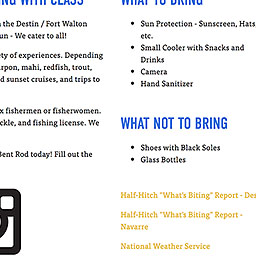 WITH CLASS
the Destin / Fort Walton
un - We cater to all!
ety of experiences. Depending
arpon, mahi, redfish, trout,
d sunset cruises, and trips to
x fishermen or fisherwomen.
ckle, and fishing license. We
Bent Rod today! Fill out the
WHAT TO BRING
Sun Protection - Sunscreen, Hats
etc.
Small Cooler with Snacks and
Drinks
Camera
Hand Sanitizer
WHAT NOT TO BRING
Shoes with Black Soles
Glass Bottles
Half-Hitch "What's Biting" Report - Des
Half-Hitch "What's Biting" Report -
Navarre
National Weather Service